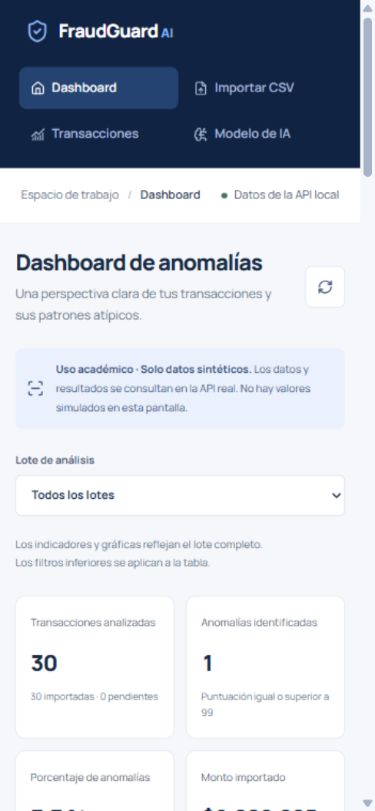 FraudGuard AI
Dashboard
Importar CSV
Transacciones
Modelo de IA
Espacio de trabajo / Dashboard
Datos de la API local
Dashboard de anomalías
Una perspectiva clara de tus transacciones y
sus patrones atípicos.
Uso académico · Solo datos sintéticos. Los datos y
resultados se consultan en la API real. No hay valores
simulados en esta pantalla.
Lote de análisis
Todos los lotes
Los indicadores y gráficas reflejan el lote completo.
Los filtros inferiores se aplican a la tabla.
Transacciones analizadas
30
30 importadas · 0 pendientes
Anomalías identificadas
1
Puntuación igual o superior a
99
Porcentaje de anomalías
Monto importado